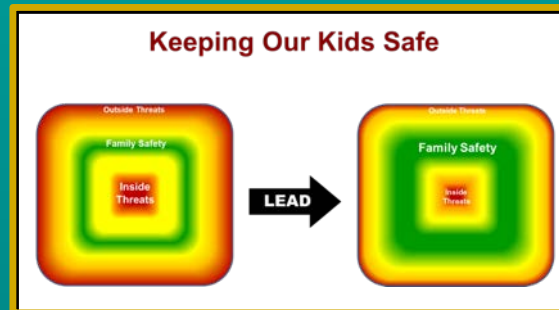 Keeping Our Kids Safe
Outside Threats
Family Safety
Inside
Threats
LEAD
Outside Threats
Family Safety
Inside
Threats